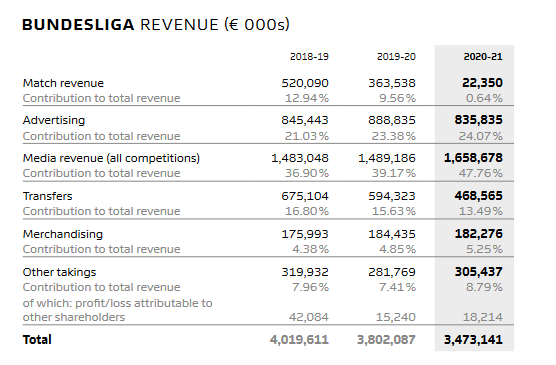 BUNDESLIGA REVENUE (€ 000s)
2018-19 2019-20 2020-21
Match revenue 520,090 363,538 22,350
Contribution to total revenue 12.94% 9.56% 0.64%
Advertising 845,443 888,835 835,835
Contribution to total revenue 21.03% 23.38% 24.07%
Media revenue (all competitions) 1,483,048 1,489,186 1,658,678
Contribution to total revenue 36.90% 39.17% 47.76%
Transfers 675,104 594,323 468,565
Contribution to total revenue 16.80% 15.63% 13.49%
Merchandising 175,993 184,435 182,276
Contribution to total revenue 4.38% 4.85% 5.25%
Other takings 319,932 281,769 305,437
Contribution to total revenue 7.96% 7.41% 8.79%
of which: profit/loss attributable to
other shareholders 42,084 15,240 18,214
Total 4,019,611 3,802,087 3,473,141